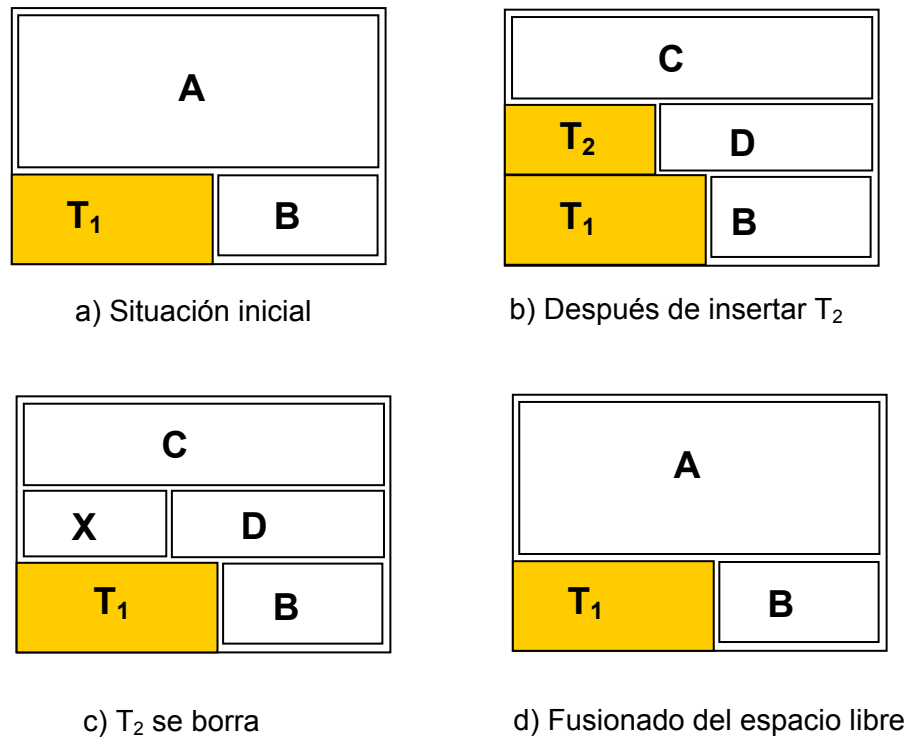 A
T₁
B
a) Situación inicial
C
T₂
D
T₁
B
b) Después de insertar T₂
C
X
D
T₁
B
c) T₂ se borra
A
T₁
B
d) Fusionado del espacio libre